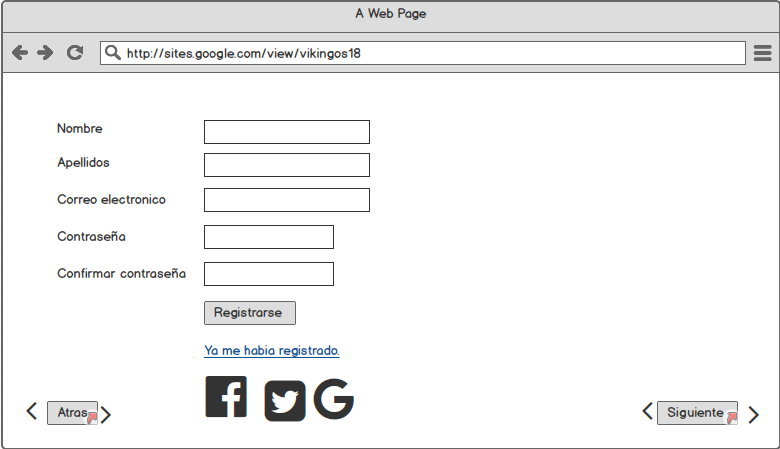 A Web Page
http://sites.google.com/view/vikingos18
Nombre
Apellidos
Correo electronico
Contraseña
Confirmar contraseña
Registrarse
Ya me habia registrado.
Atras
Siguiente